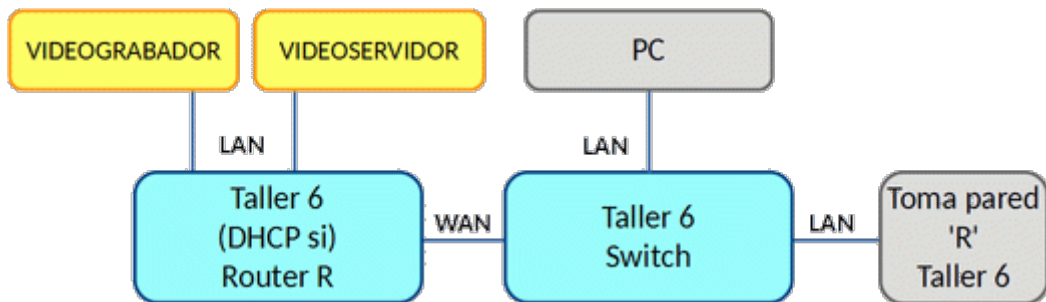 VIDEOGRABADOR
VIDEOSERVIDOR
PC
LAN
LAN
Taller 6
(DHCP si)
Router R
WAN
Taller 6
Switch
LAN
Toma pared
'R'
Taller 6